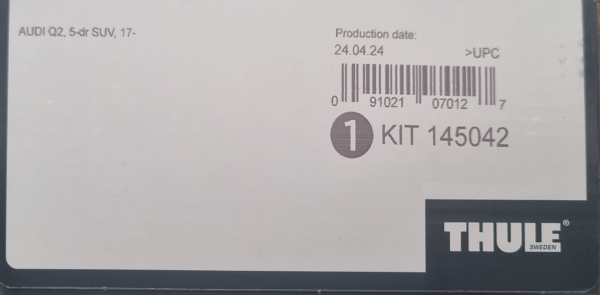 AUDI Q2, 5-dr SUV, 17-
Production date:
24.04.24 >UPC
0 91021 07012 7
1 KIT 145042
THULE®
SWEDEN